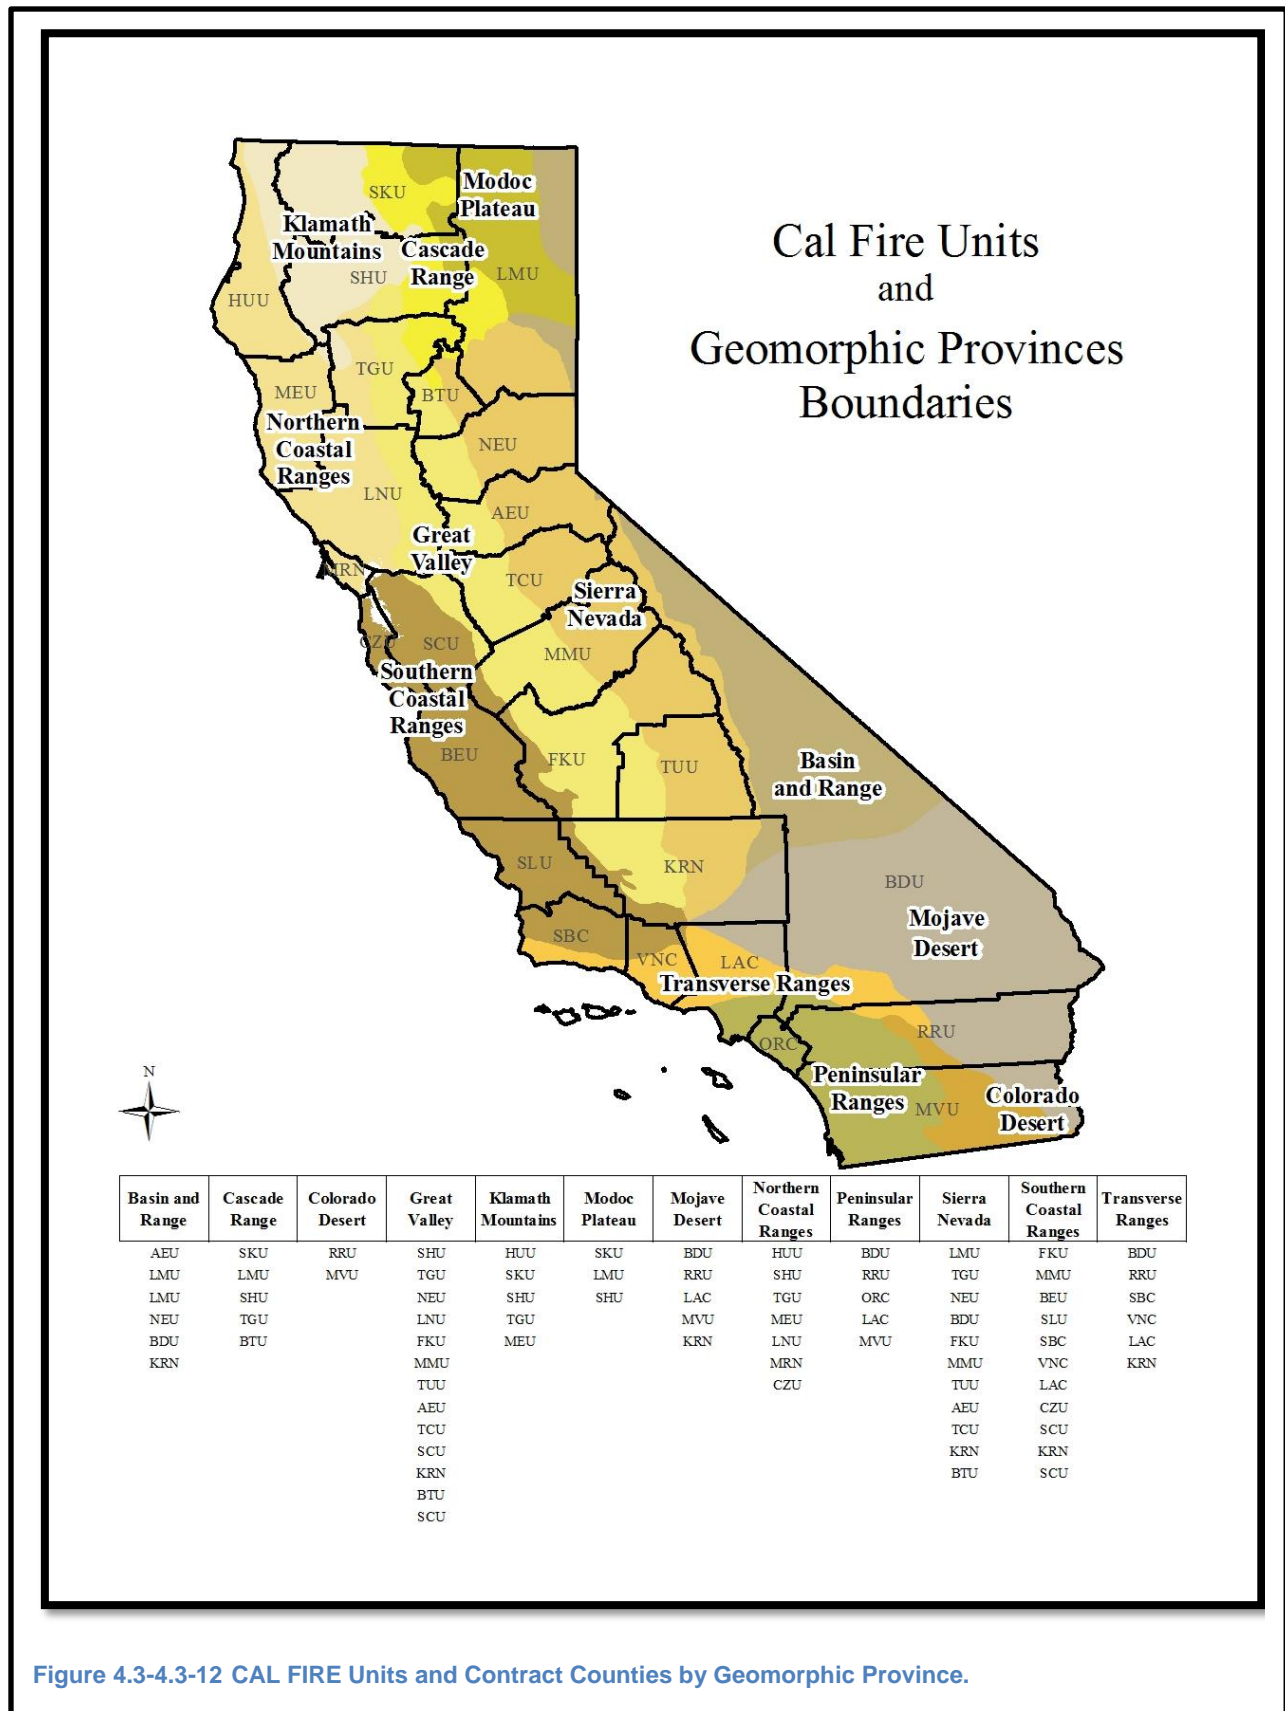 Cal Fire Units
and
Geomorphic Provinces
Boundaries
SKU
Modoc
Plateau
Klamath
Mountains
Cascade
Range
SHU
LMU
HUU
TGU
MEU
BTU
Northern
Coastal
Ranges
NEU
LNU
AEU
Great
Valley
MRN
TCU
Sierra
Nevada
CZU
SCU
MMU
Southern
Coastal
Ranges
BEU
FKU
TUU
Basin
and Range
SLU
KRN
BDU
Mojave
Desert
SBC
VNC
LAC
Transverse Ranges
ORC
RRU
Peninsular
Ranges
MVU
Colorado
Desert
N
Basin and Range | Cascade Range | Colorado Desert | Great Valley | Klamath Mountains | Modoc Plateau | Mojave Desert | Northern Coastal Ranges | Peninsular Ranges | Sierra Nevada | Southern Coastal Ranges | Transverse Ranges
AEU SKU RRU SHU HUU SKU BDU HUU BDU LMU FKU BDU
LMU LMU MVU TGU SKU LMU RRU SHU RRU TGU MMU RRU
LMU SHU NEU SHU SHU LAC TGU ORC NEU BEU SBC
NEU TGU LNU TGU MVU MEU LAC BDU SLU VNC
BDU BTU FKU MEU KRN LNU MVU FKU SBC LAC
KRN MMU MRN MMU VNC KRN
TUU CZU TUU LAC
AEU AEU CZU
TCU TCU SCU
SCU KRN KRN
KRN BTU SCU
BTU
SCU
Figure 4.3-4.3-12 CAL FIRE Units and Contract Counties by Geomorphic Province.